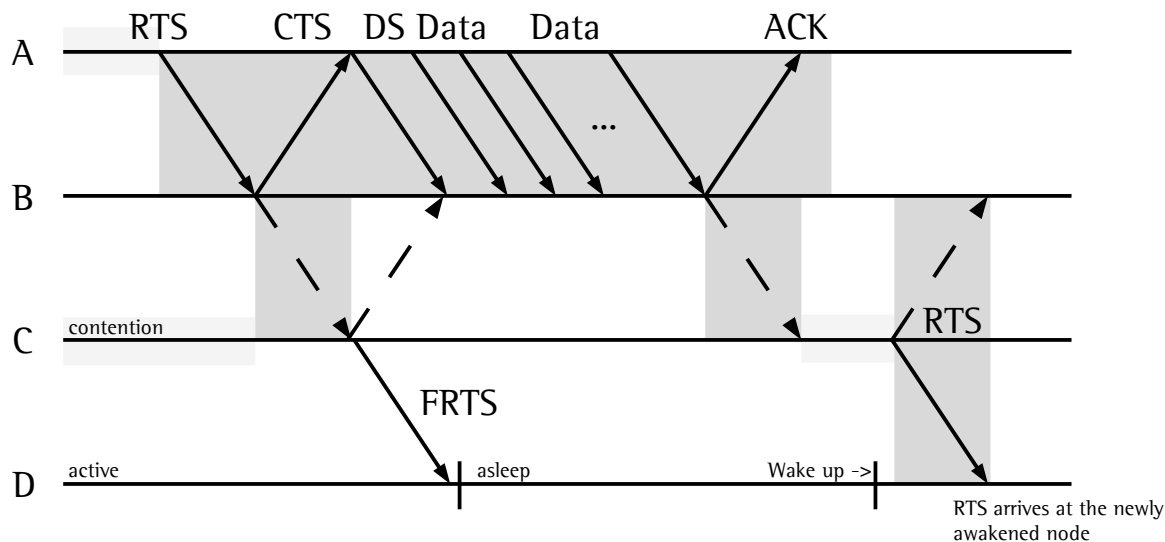 RTS CTS DS Data Data ACK
A
...
B
contention
C
RTS
FRTS
active asleep Wake up ->
D
RTS arrives at the newly
awakened node